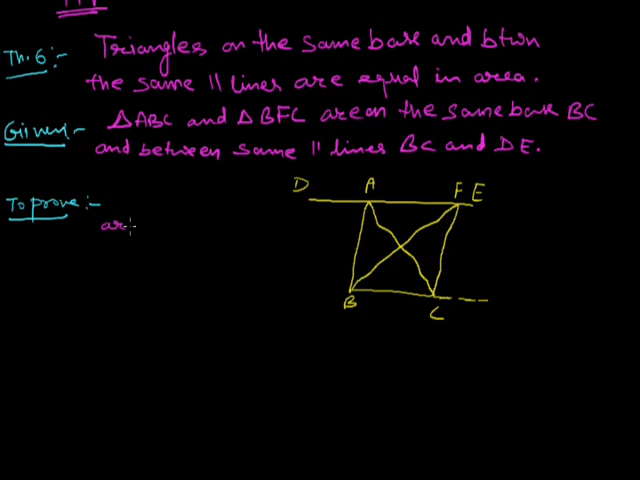 Th. 6:- Triangles on the same base and btwn
the same || lines are equal in area.
Given:- ΔABC and ΔBFC are on the same base BC
and between same || lines BC and DE.
To prove:-
ar
D A F E
B C